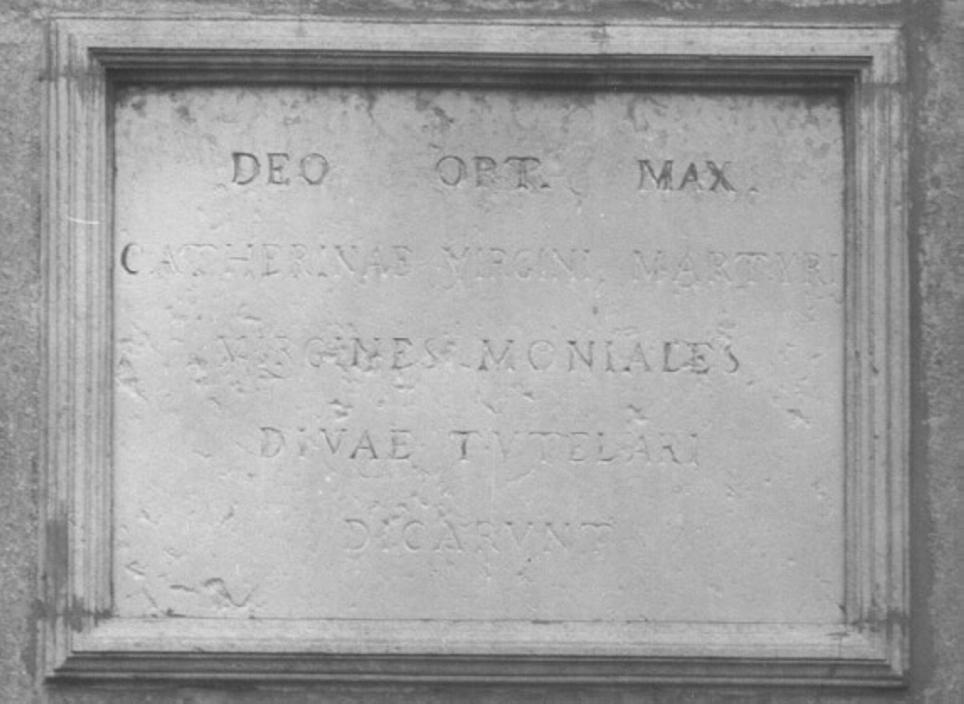 DEO OPT. MAX.
CATHERINAE VIRGINI MARTYRI
VIRGINES MONIALES
DIVAE TVTELARI
DICARVNT